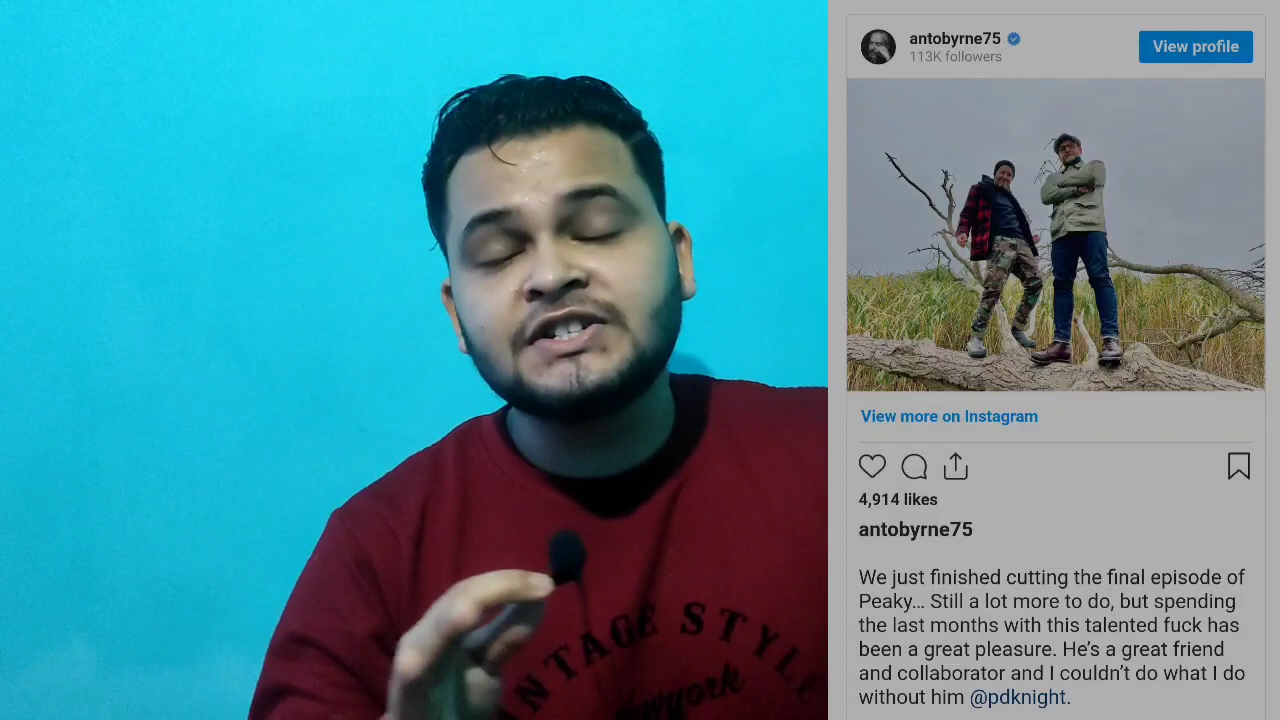 antobyrne75
113K followers
View profile
View more on Instagram
4,914 likes
antobyrne75
We just finished cutting the final episode of
Peaky... Still a lot more to do, but spending
the last months with this talented fuck has
been a great pleasure. He's a great friend
and collaborator and I couldn't do what I do
without him @pdknight.
NTAGE STYL
wyork